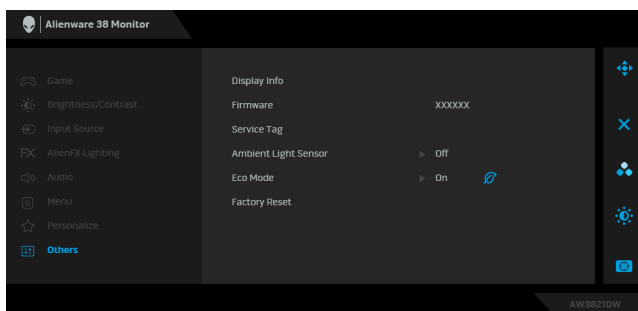 Alienware 38 Monitor
Game
Brightness/Contrast
Input Source
AlienFX Lighting
Audio
Menu
Personalize
Others
Display Info
Firmware XXXXXX
Service Tag
Ambient Light Sensor Off
Eco Mode On
Factory Reset
AW3821DW